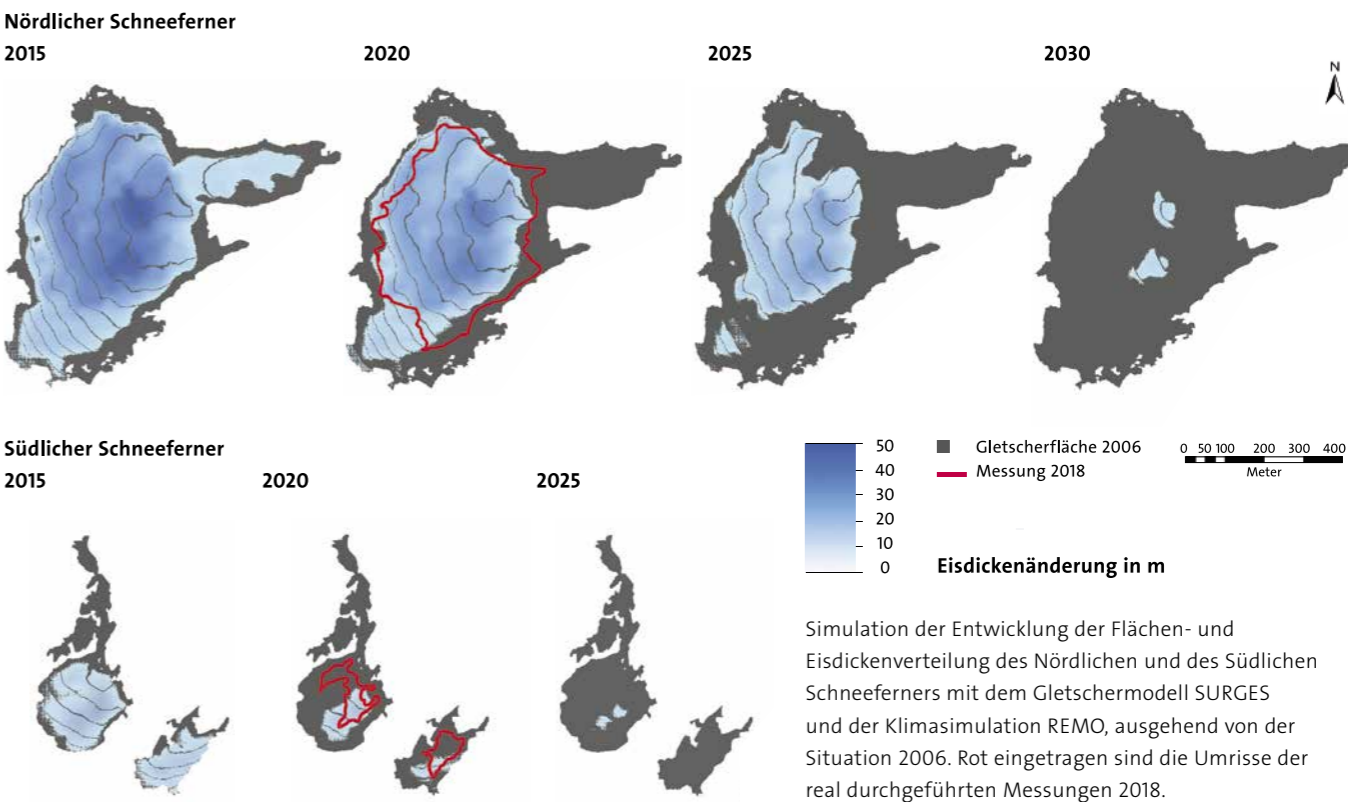 Nördlicher Schneeferner
2015 2020 2025 2030
N
Südlicher Schneeferner
2015 2020 2025
50
40
30
20
10
0
Gletscherfläche 2006
Messung 2018
0 50 100 200 300 400
Meter
Eisdickenänderung in m
Simulation der Entwicklung der Flächen- und
Eisdickenverteilung des Nördlichen und des Südlichen
Schneeferners mit dem Gletschermodell SURGES
und der Klimasimulation REMO, ausgehend von der
Situation 2006. Rot eingetragen sind die Umrisse der
real durchgeführten Messungen 2018.